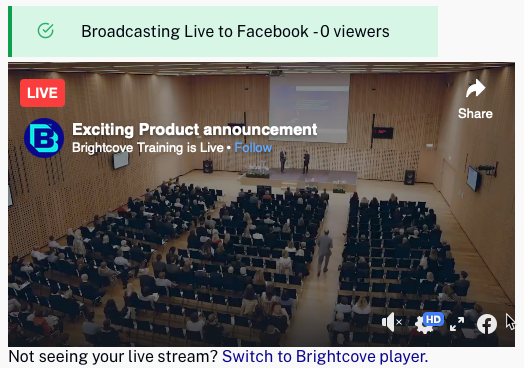 Broadcasting Live to Facebook - 0 viewers
LIVE
Share
B
Exciting Product announcement
Brightcove Training is Live • Follow
HD
Not seeing your live stream? Switch to Brightcove player.